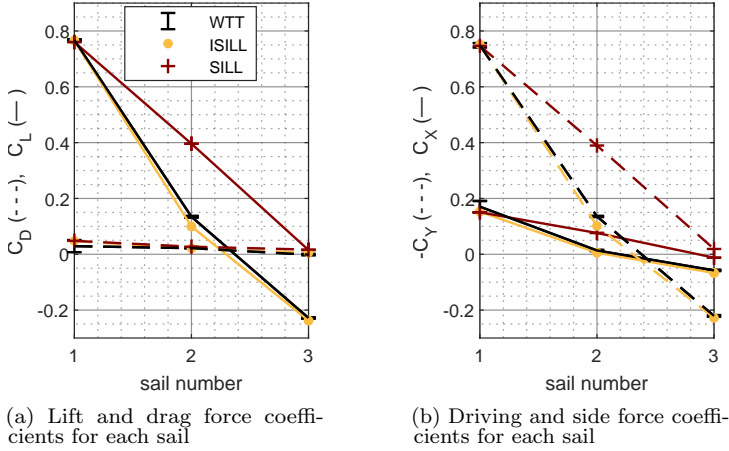 0.8
0.6
0.4
0.2
0
-0.2
C_D (- - -), C_L (—)
WTT
ISILL
SILL
1 2 3
sail number
(a) Lift and drag force coeffi-
cients for each sail
0.8
0.6
0.4
0.2
0
-0.2
-C_Y (- - -), C_X (—)
1 2 3
sail number
(b) Driving and side force coeffi-
cients for each sail